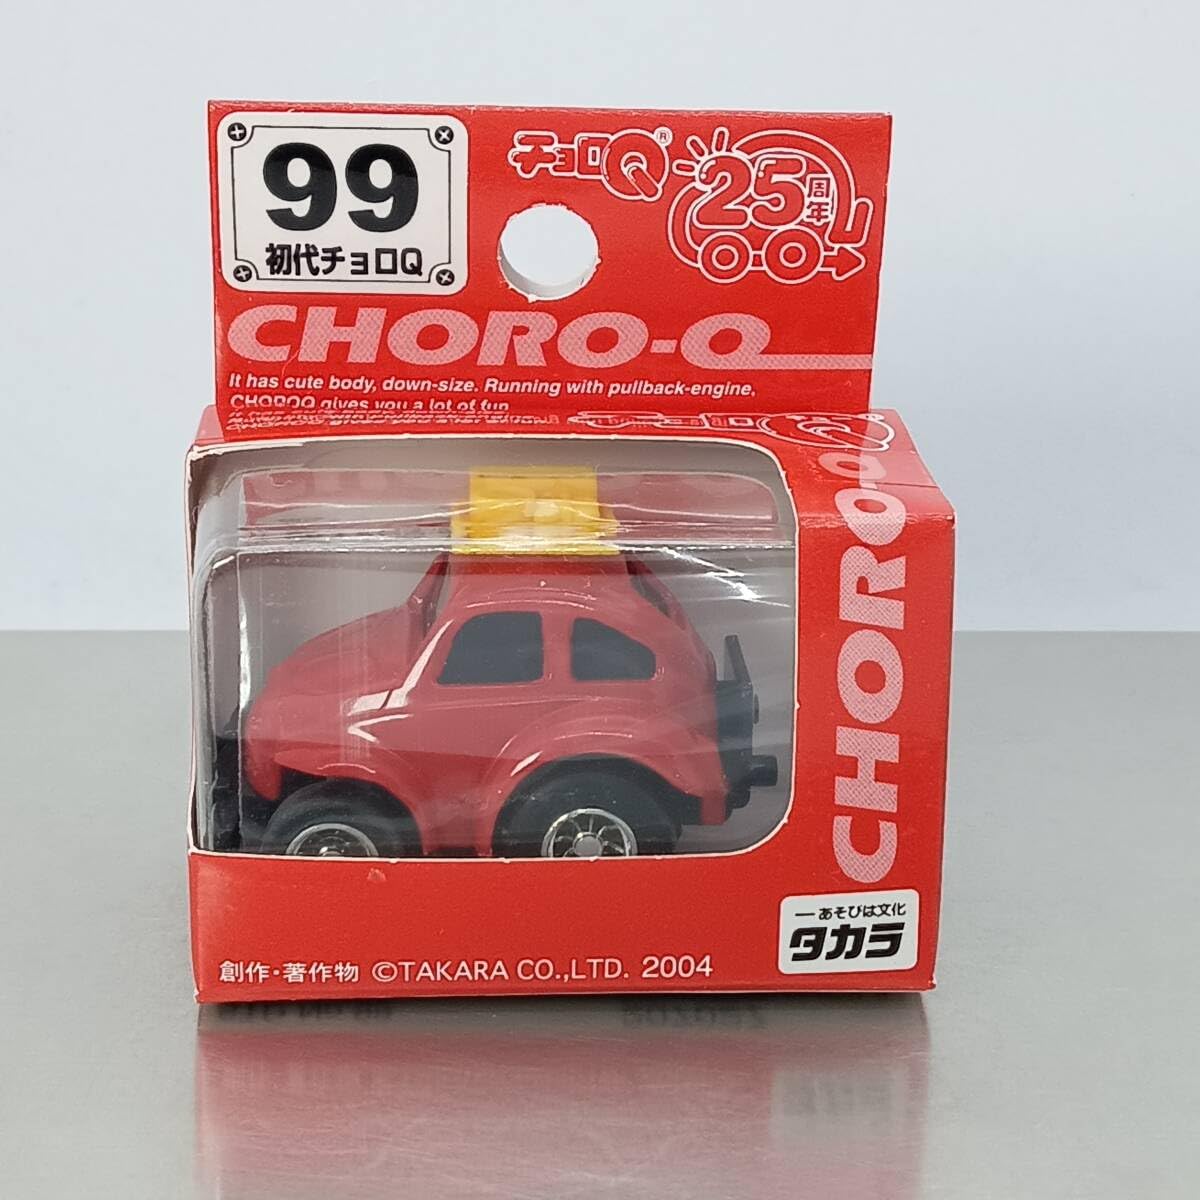 99
初代チョロQ
チョロQ®
25周年
CHORO-Q
It has cute body, down-size. Running with pullback-engine,
CHOROQ gives you a lot of fun
CHORO-Q
一あそびは文化
タカラ
創作・著作物 ©TAKARA CO.,LTD. 2004